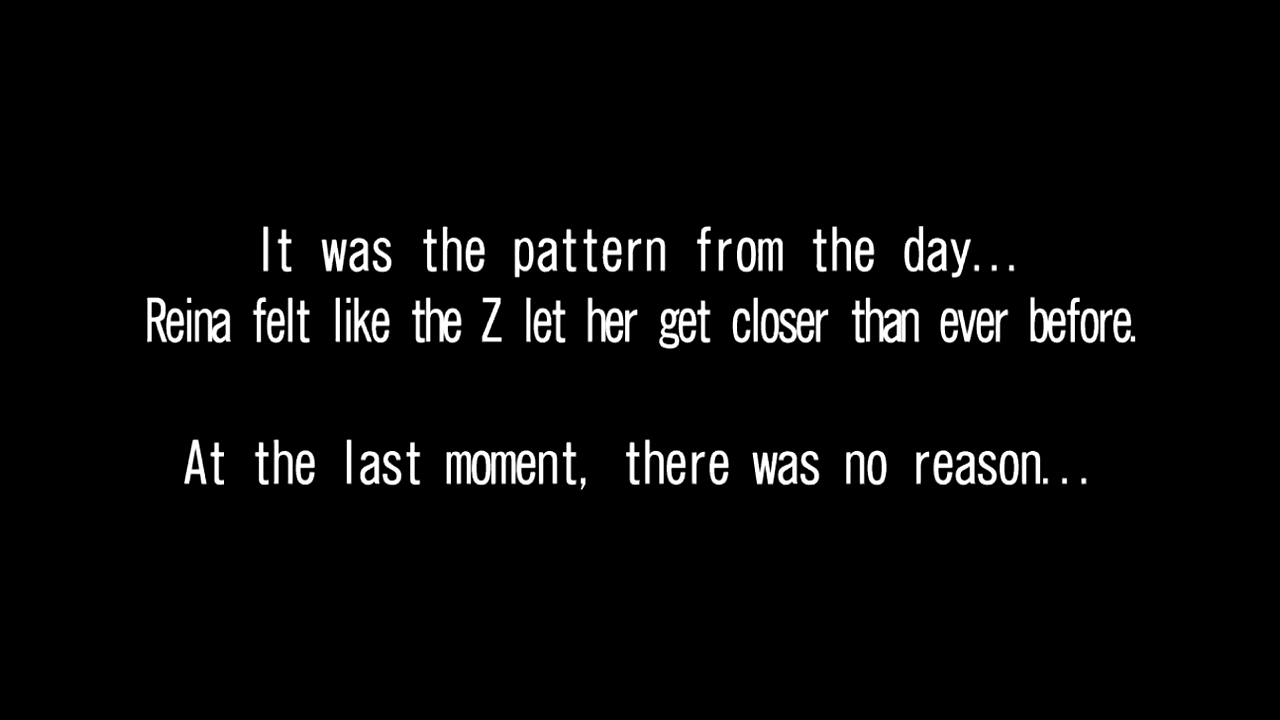 It was the pattern from the day...
Reina felt like the Z let her get closer than ever before.
At the last moment, there was no reason...